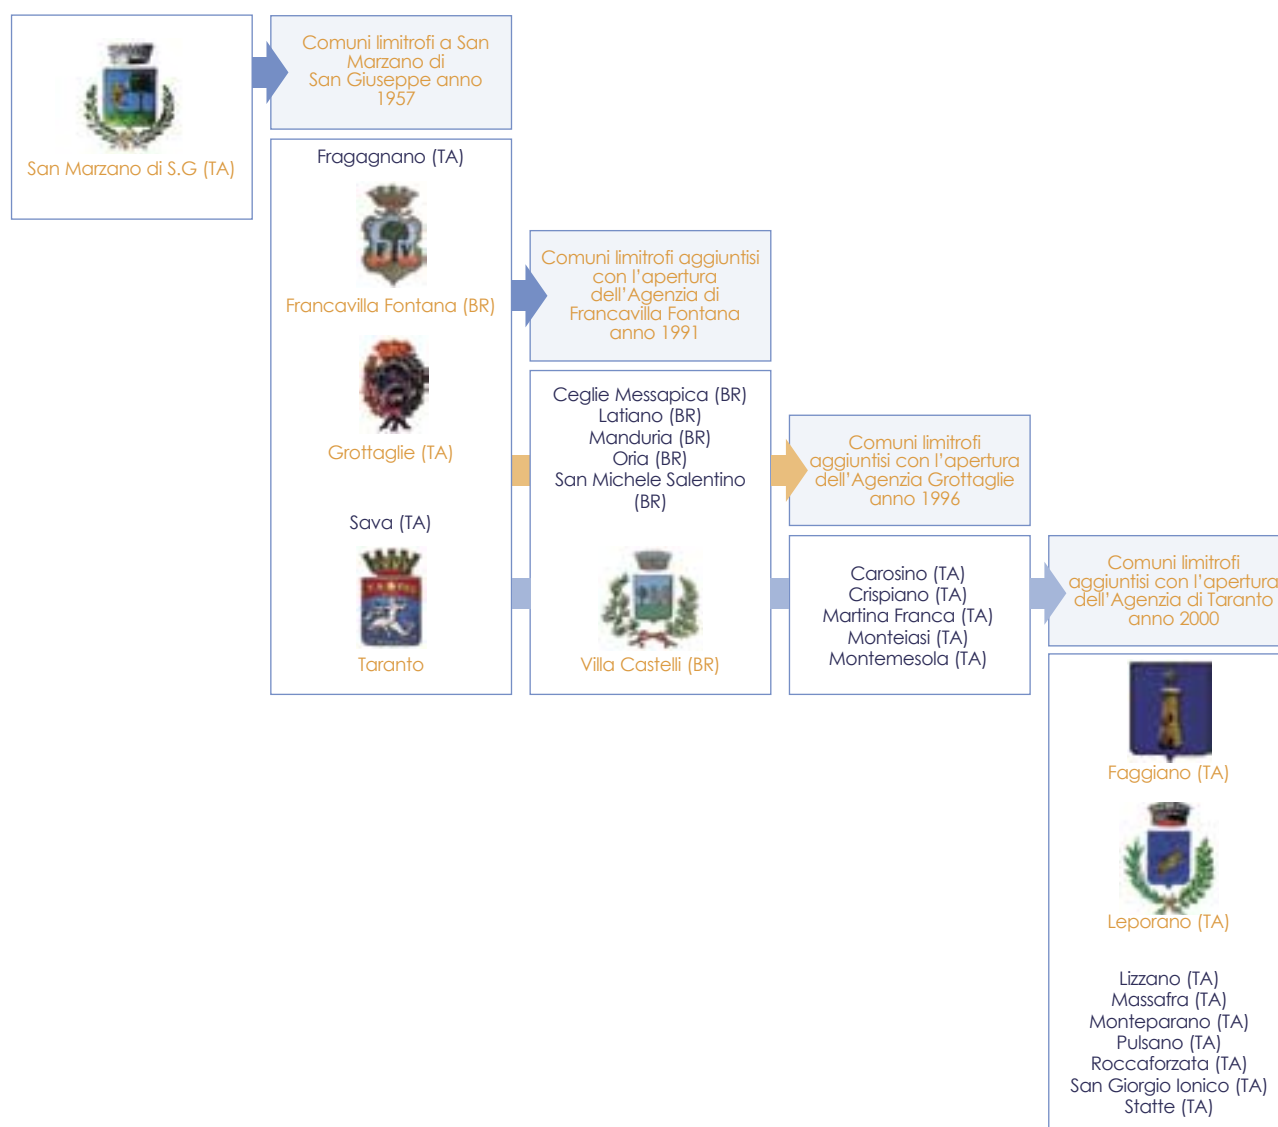 San Marzano di S.G (TA)
Comuni limitrofi a San
Marzano di
San Giuseppe anno
1957
Fragagnano (TA)
Francavilla Fontana (BR)
Grottaglie (TA)
Sava (TA)
Taranto
Comuni limitrofi aggiuntisi
con l'apertura
dell'Agenzia di
Francavilla Fontana
anno 1991
Ceglie Messapica (BR)
Latiano (BR)
Manduria (BR)
Oria (BR)
San Michele Salentino
(BR)
Villa Castelli (BR)
Comuni limitrofi
aggiuntisi con l'apertura
dell'Agenzia Grottaglie
anno 1996
Carosino (TA)
Crispiano (TA)
Martina Franca (TA)
Monteiasi (TA)
Montemesola (TA)
Comuni limitrofi
aggiuntisi con l'apertura
dell'Agenzia di Taranto
anno 2000
Faggiano (TA)
Leporano (TA)
Lizzano (TA)
Massafra (TA)
Monteparano (TA)
Pulsano (TA)
Roccaforzata (TA)
San Giorgio Ionico (TA)
Statte (TA)